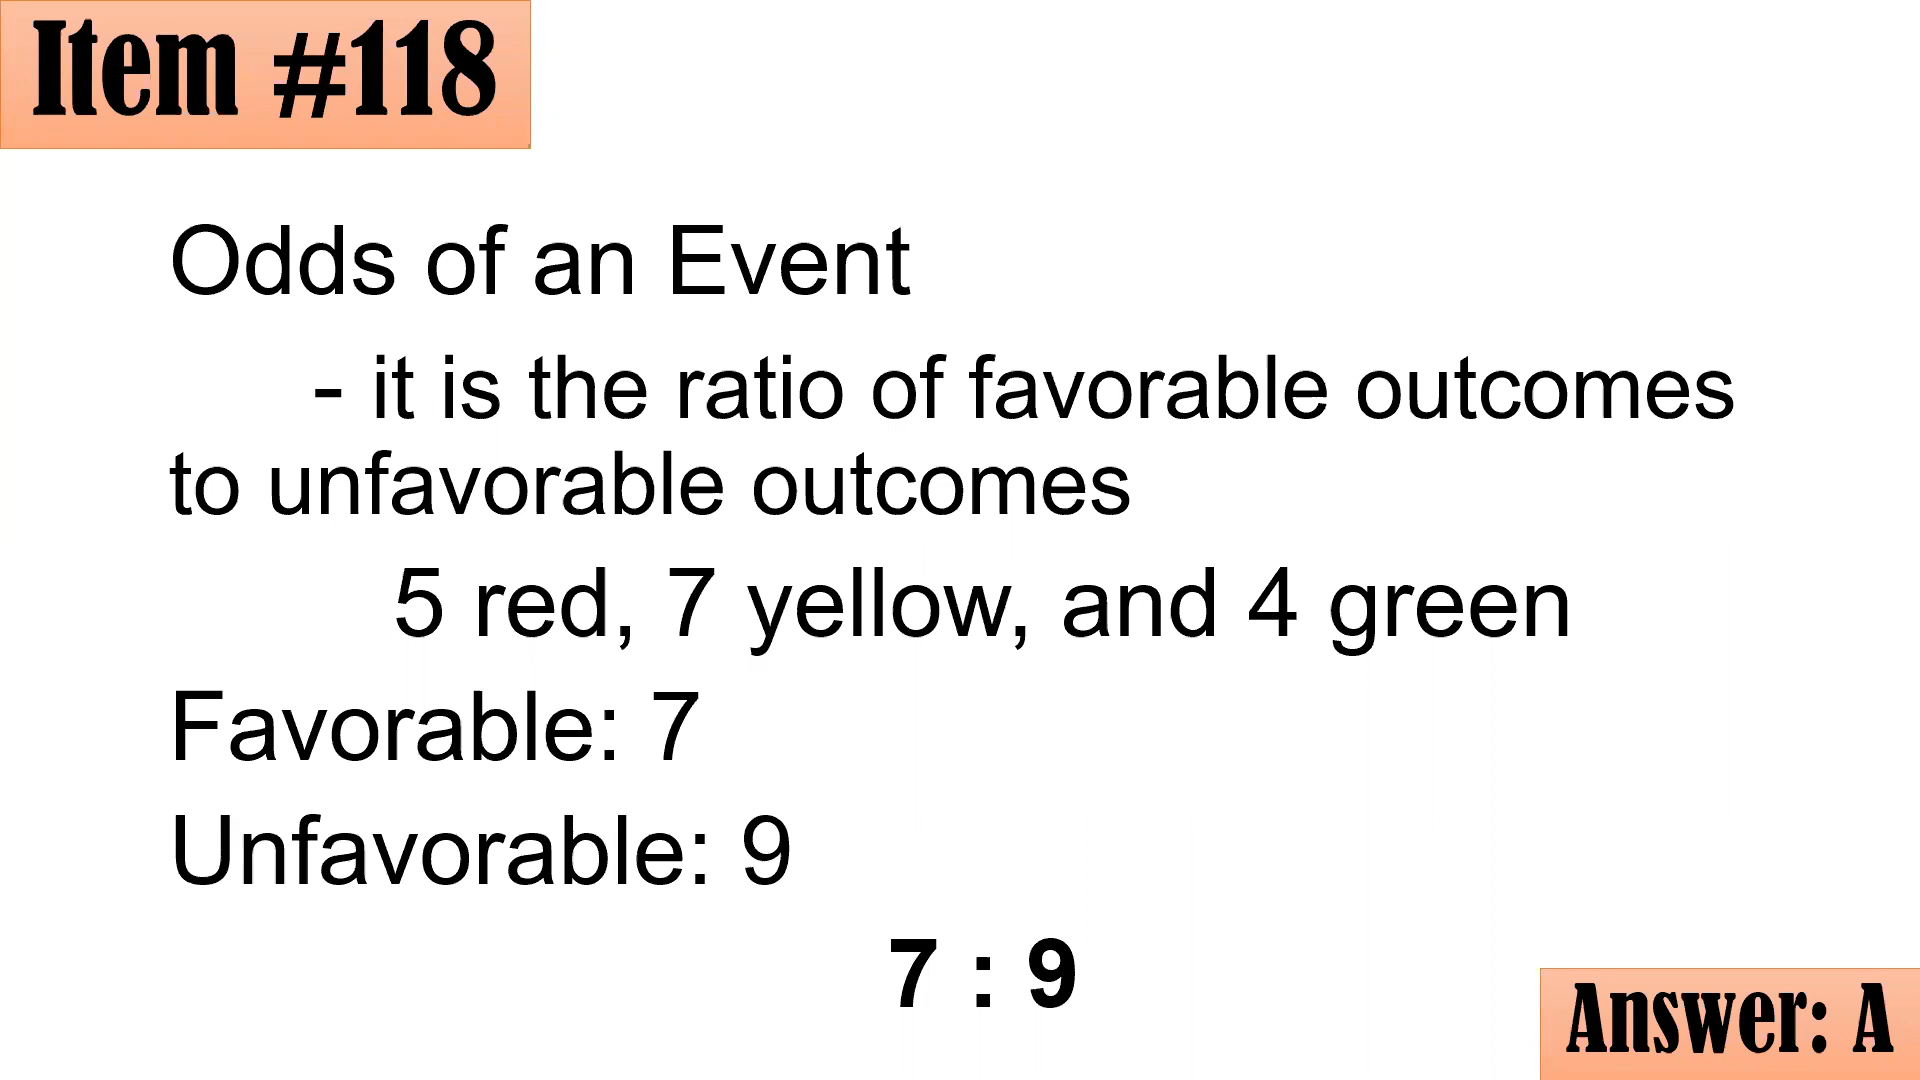 Item #118
Odds of an Event
- it is the ratio of favorable outcomes
to unfavorable outcomes
5 red, 7 yellow, and 4 green
Favorable: 7
Unfavorable: 9
7 : 9
Answer: A